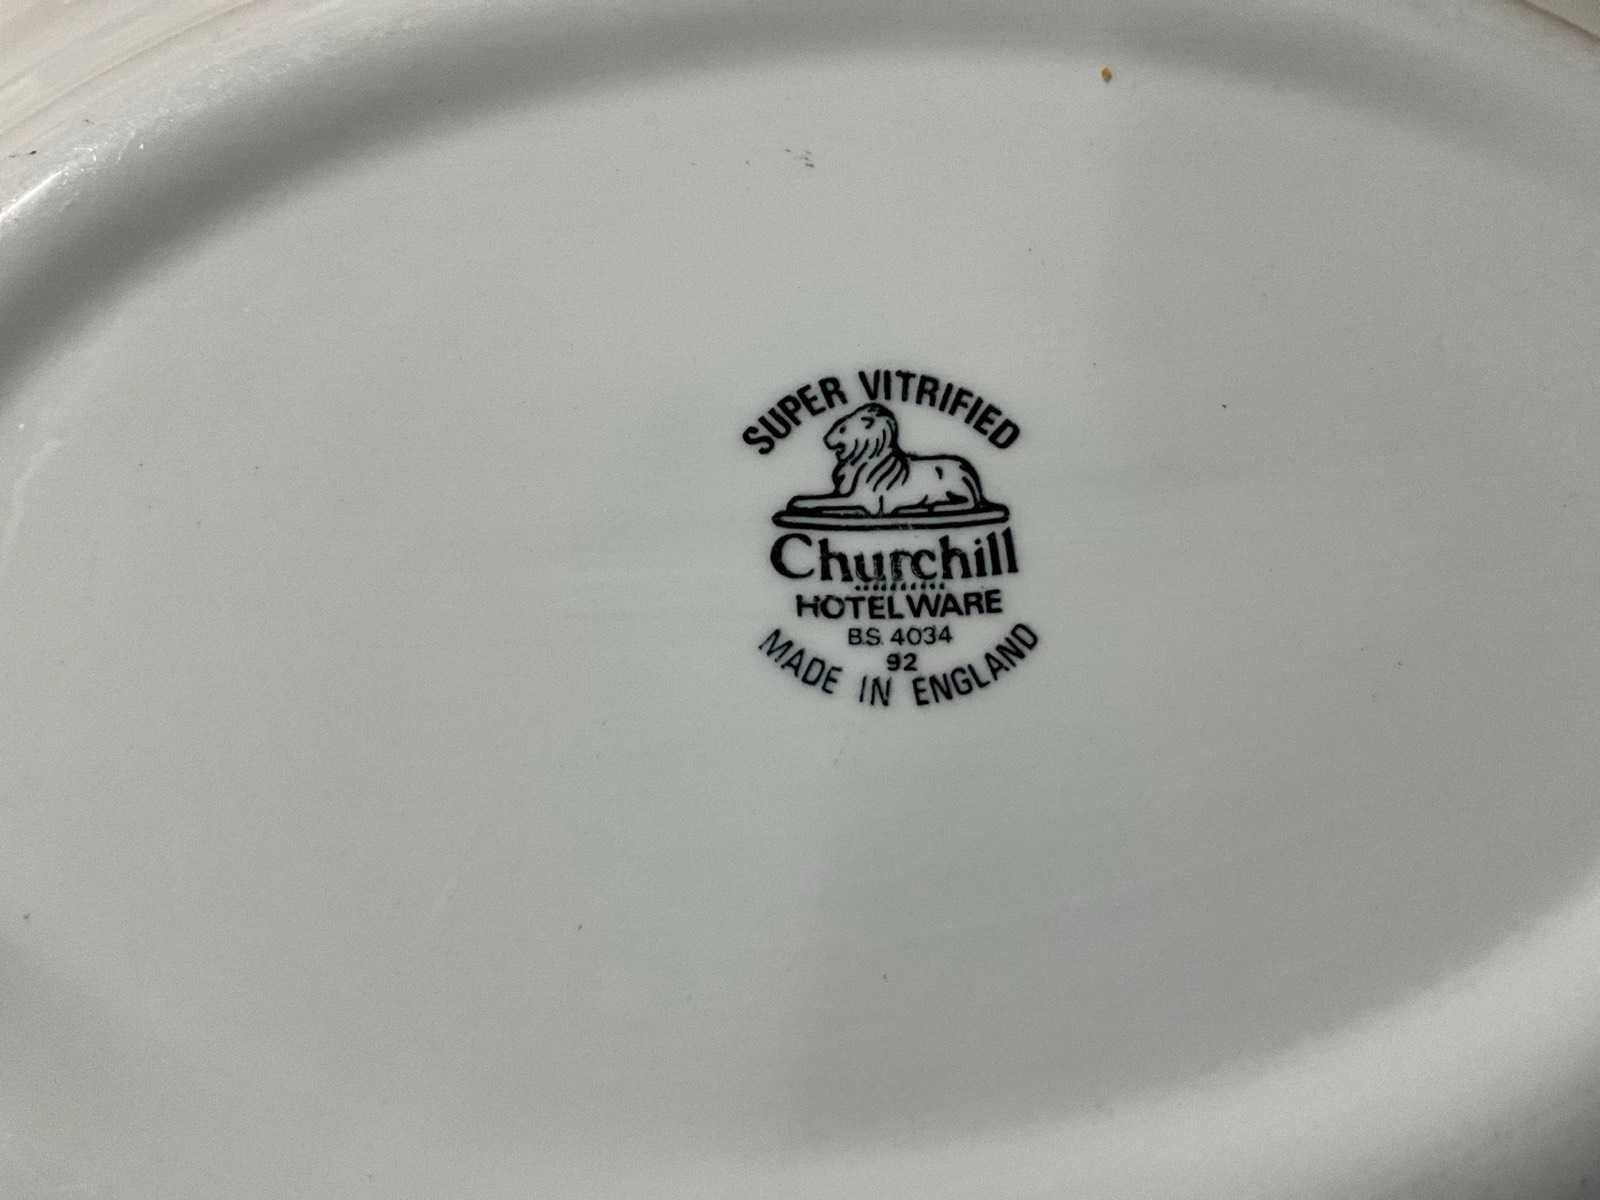 SUPER VITRIFIED
Churchill
HOTELWARE
B.S. 4034
92
MADE IN ENGLAND